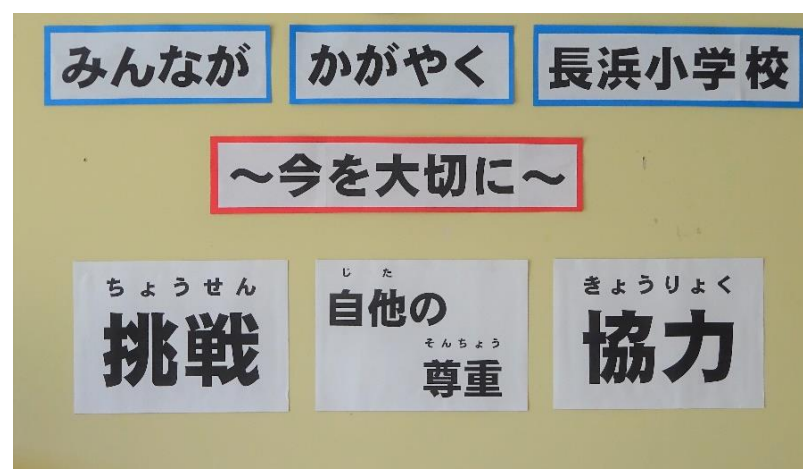 みんなが かがやく 長浜小学校
～今を大切に～
ちょうせん
挑戦
じた
自他の
そんちょう
尊重
きょうりょく
協力